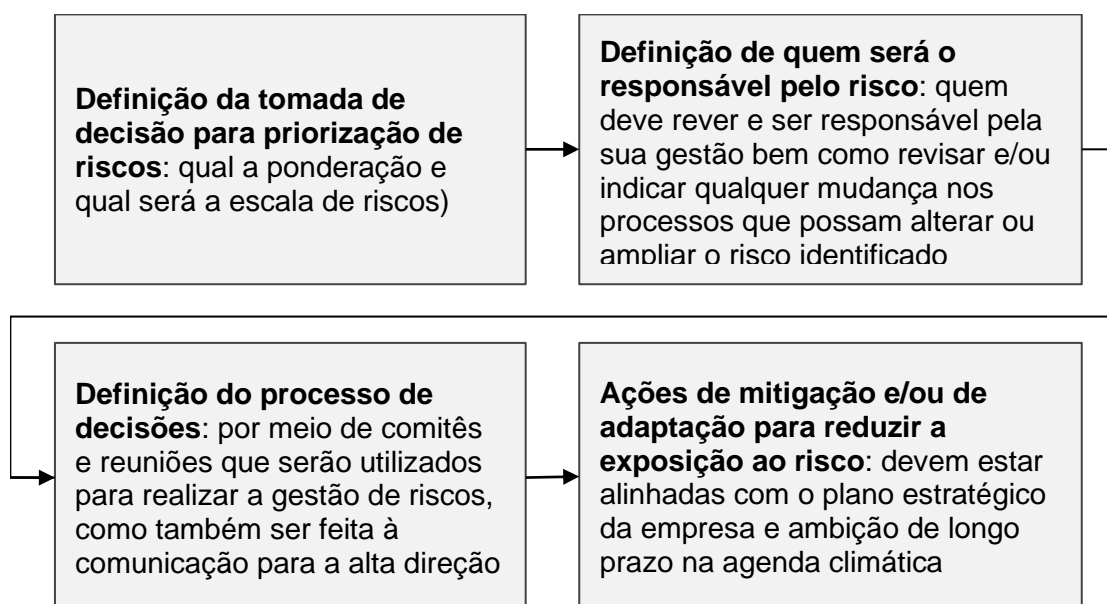 Definição da tomada de
decisão para priorização de
riscos: qual a ponderação e
qual será a escala de riscos)
Definição de quem será o
responsável pelo risco: quem
deve rever e ser responsável pela
sua gestão bem como revisar e/ou
indicar qualquer mudança nos
processos que possam alterar ou
ampliar o risco identificado
Definição do processo de
decisões: por meio de comitês
e reuniões que serão utilizados
para realizar a gestão de riscos,
como também ser feita à
comunicação para a alta direção
Ações de mitigação e/ou de
adaptação para reduzir a
exposição ao risco: devem estar
alinhadas com o plano estratégico
da empresa e ambição de longo
prazo na agenda climática